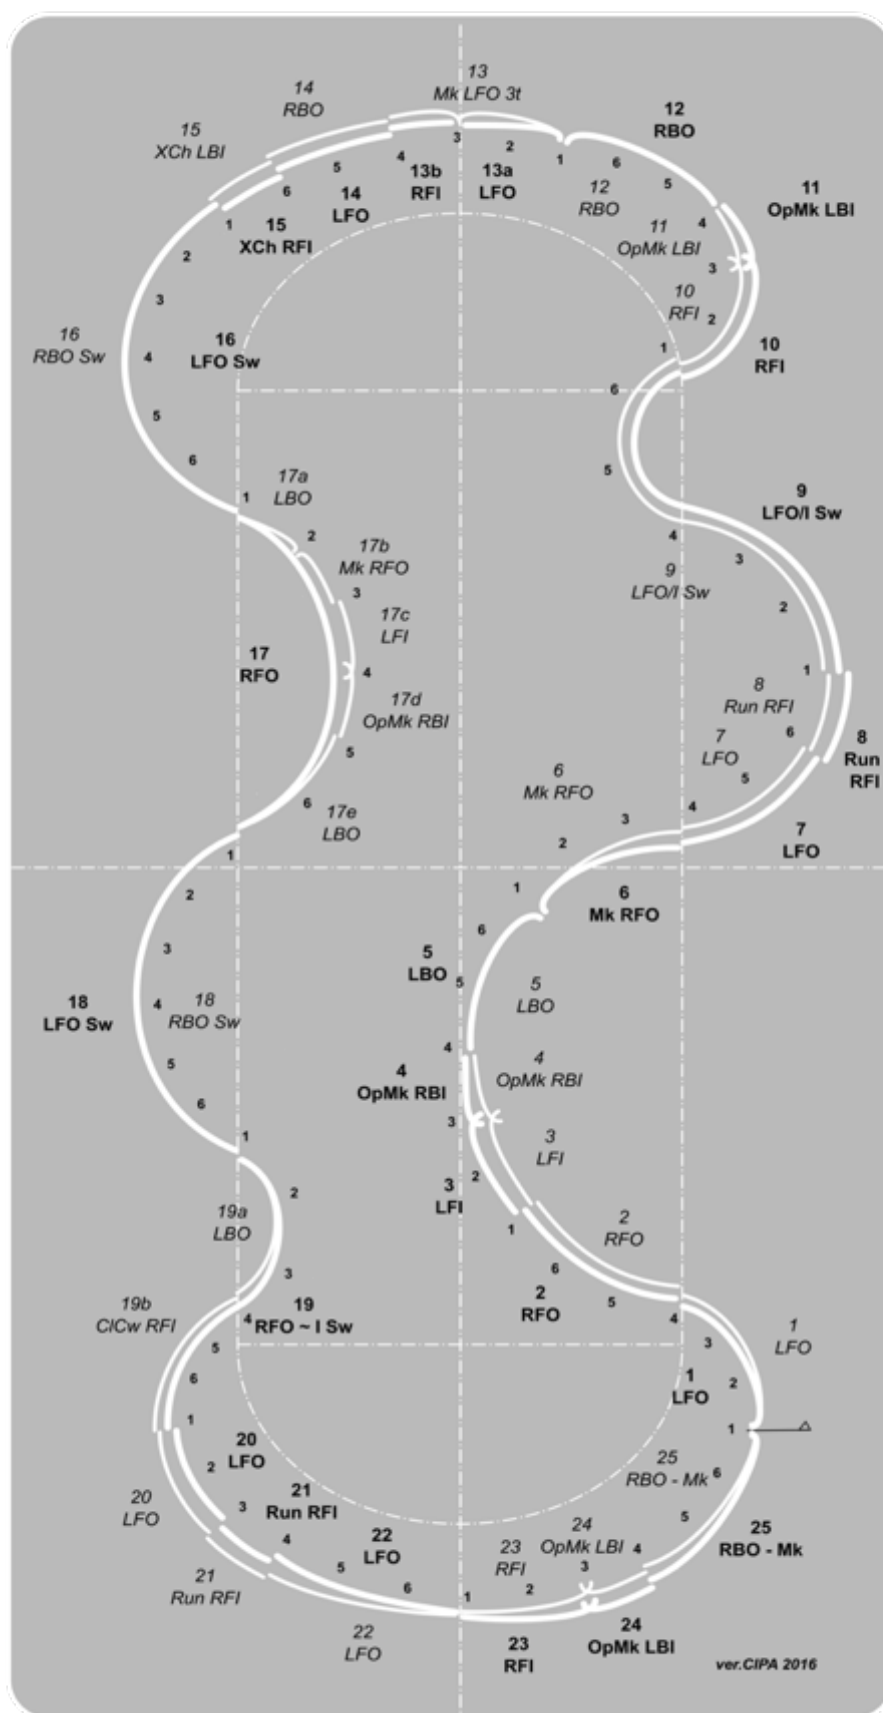 13
Mk LFO 3t
14
RBO
12
RBO
15
XCh LBI
3
2
1
6
5
4
5
6
1
13b
RFI
13a
LFO
12
RBO
14
LFO
15
XCh RFI
11
OpMk LBI
11
OpMk LBI
4
3
2
1
10
RFI
10
RFI
2
3
4
5
6
1
16
RBO Sw
16
LFO Sw
6
5
4
3
2
1
9
LFO/I Sw
9
LFO/I Sw
17a
LBO
2
17b
Mk RFO
3
17c
LFI
4
17
RFO
17d
OpMk RBI
5
6
17e
LBO
8
Run RFI
6
8
Run
RFI
7
LFO
5
4
7
LFO
6
Mk RFO
3
2
1
6
Mk RFO
1
2
3
4
5
6
1
18
LFO Sw
18
RBO Sw
6
5
4
5
LBO
5
LBO
4
OpMk RBI
4
OpMk RBI
3
2
1
3
LFI
3
LFI
2
RFO
2
RFO
6
5
4
19a
LBO
2
3
4
19
RFO ~ I Sw
19b
ClCw RFI
5
6
1
1
LFO
1
LFO
3
2
1
20
LFO
20
LFO
2
3
4
21
Run RFI
21
Run RFI
22
LFO
22
LFO
5
6
1
25
RBO - Mk
6
5
4
25
RBO - Mk
24
OpMk LBI
3
2
23
RFI
23
RFI
24
OpMk LBI
ver.CIPA 2016